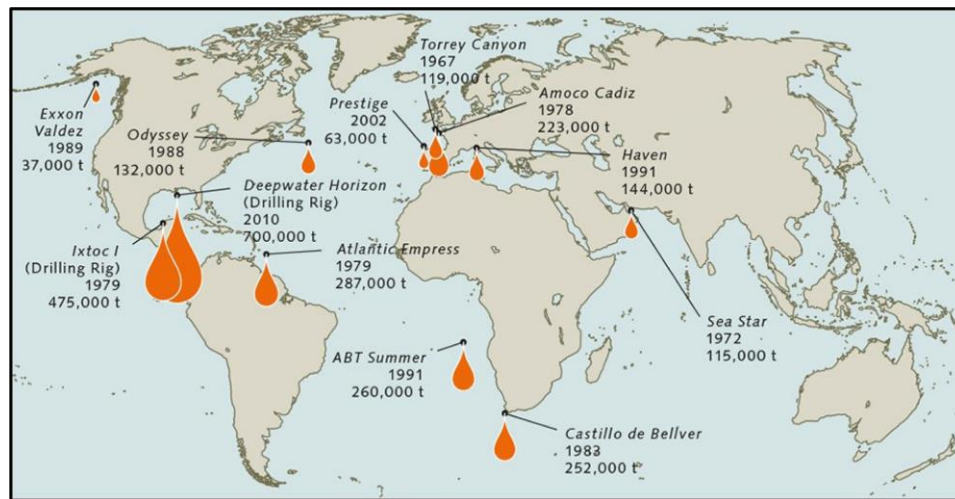 Torrey Canyon
1967
119,000 t
Amoco Cadiz
1978
223,000 t
Prestige
2002
63,000 t
Exxon
Valdez
1989
37,000 t
Odyssey
1988
132,000 t
Haven
1991
144,000 t
Deepwater Horizon
(Drilling Rig)
2010
700,000 t
Ixtoc I
(Drilling Rig)
1979
475,000 t
Atlantic Empress
1979
287,000 t
Sea Star
1972
115,000 t
ABT Summer
1991
260,000 t
Castillo de Bellver
1983
252,000 t